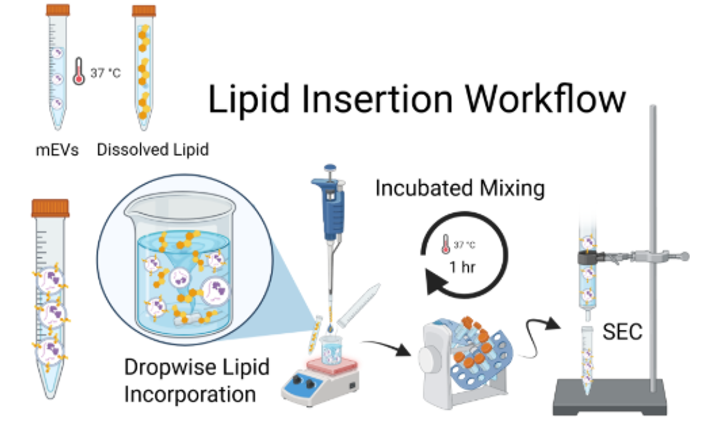 37 °C
mEVs
Dissolved Lipid
Lipid Insertion Workflow
Dropwise Lipid
Incorporation
Incubated Mixing
37 °C
1 hr
SEC